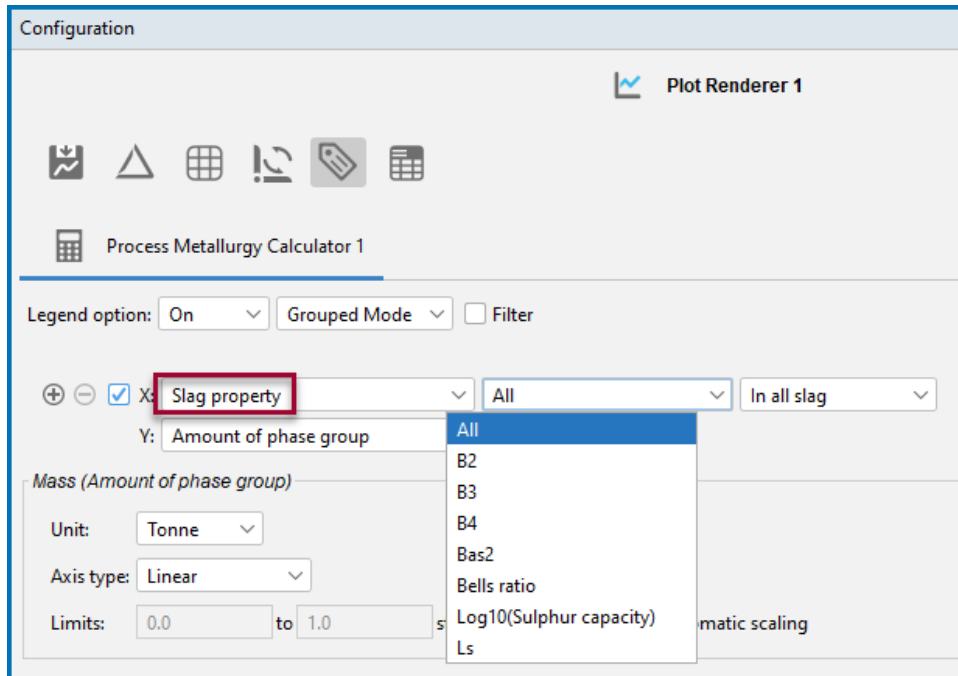 Configuration
Plot Renderer 1
Process Metallurgy Calculator 1
Legend option: On Grouped Mode Filter
X: Slag property All In all slag
Y: Amount of phase group
All
B2
B3
B4
Bas2
Bells ratio
Log10(Sulphur capacity)
Ls
Mass (Amount of phase group)
Unit: Tonne
Axis type: Linear
Limits: 0.0 to 1.0 matic scaling